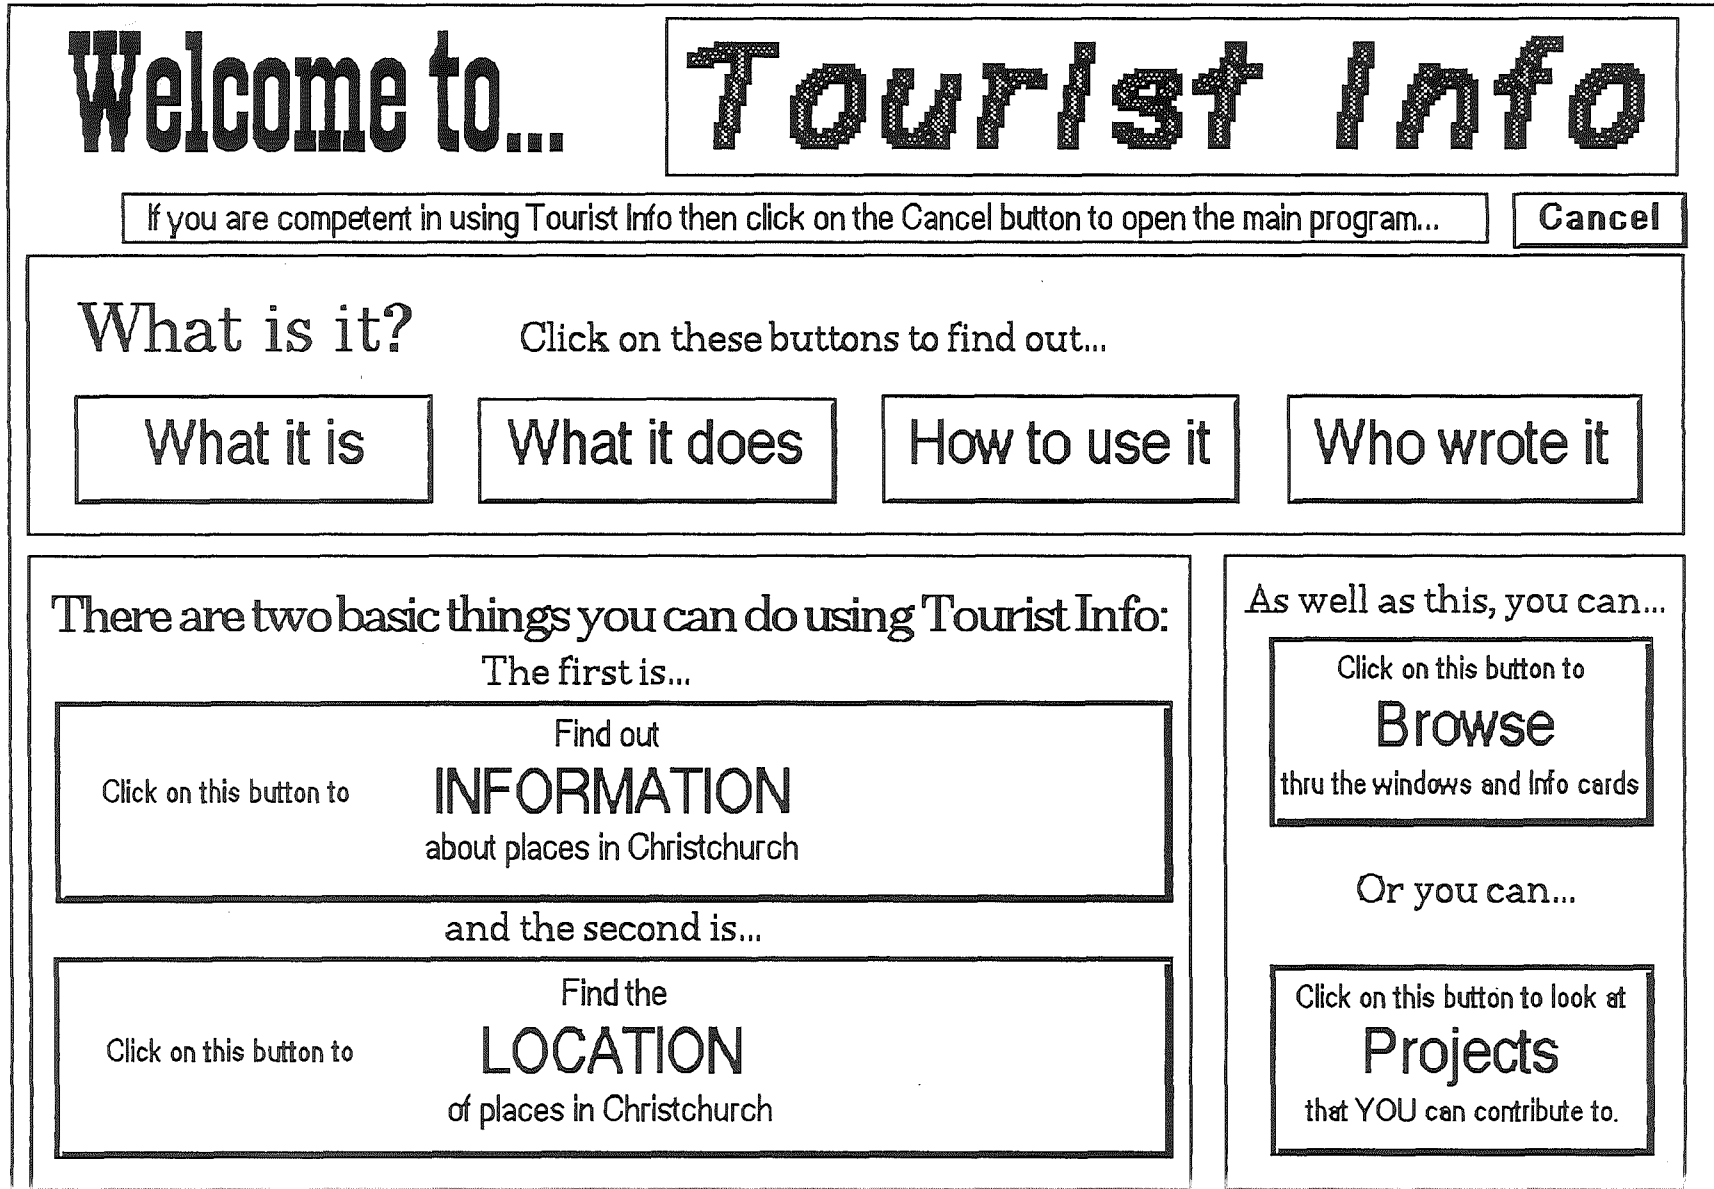 Welcome to...
Tourist Info
If you are competent in using Tourist Info then click on the Cancel button to open the main program...
Cancel
What is it?
Click on these buttons to find out...
What it is
What it does
How to use it
Who wrote it
There are two basic things you can do using Tourist Info:
The first is...
Find out
Click on this button to
INFORMATION
about places in Christchurch
and the second is...
Find the
Click on this button to
LOCATION
of places in Christchurch
As well as this, you can...
Click on this button to
Browse
thru the windows and Info cards
Or you can...
Click on this button to look at
Projects
that YOU can contribute to.